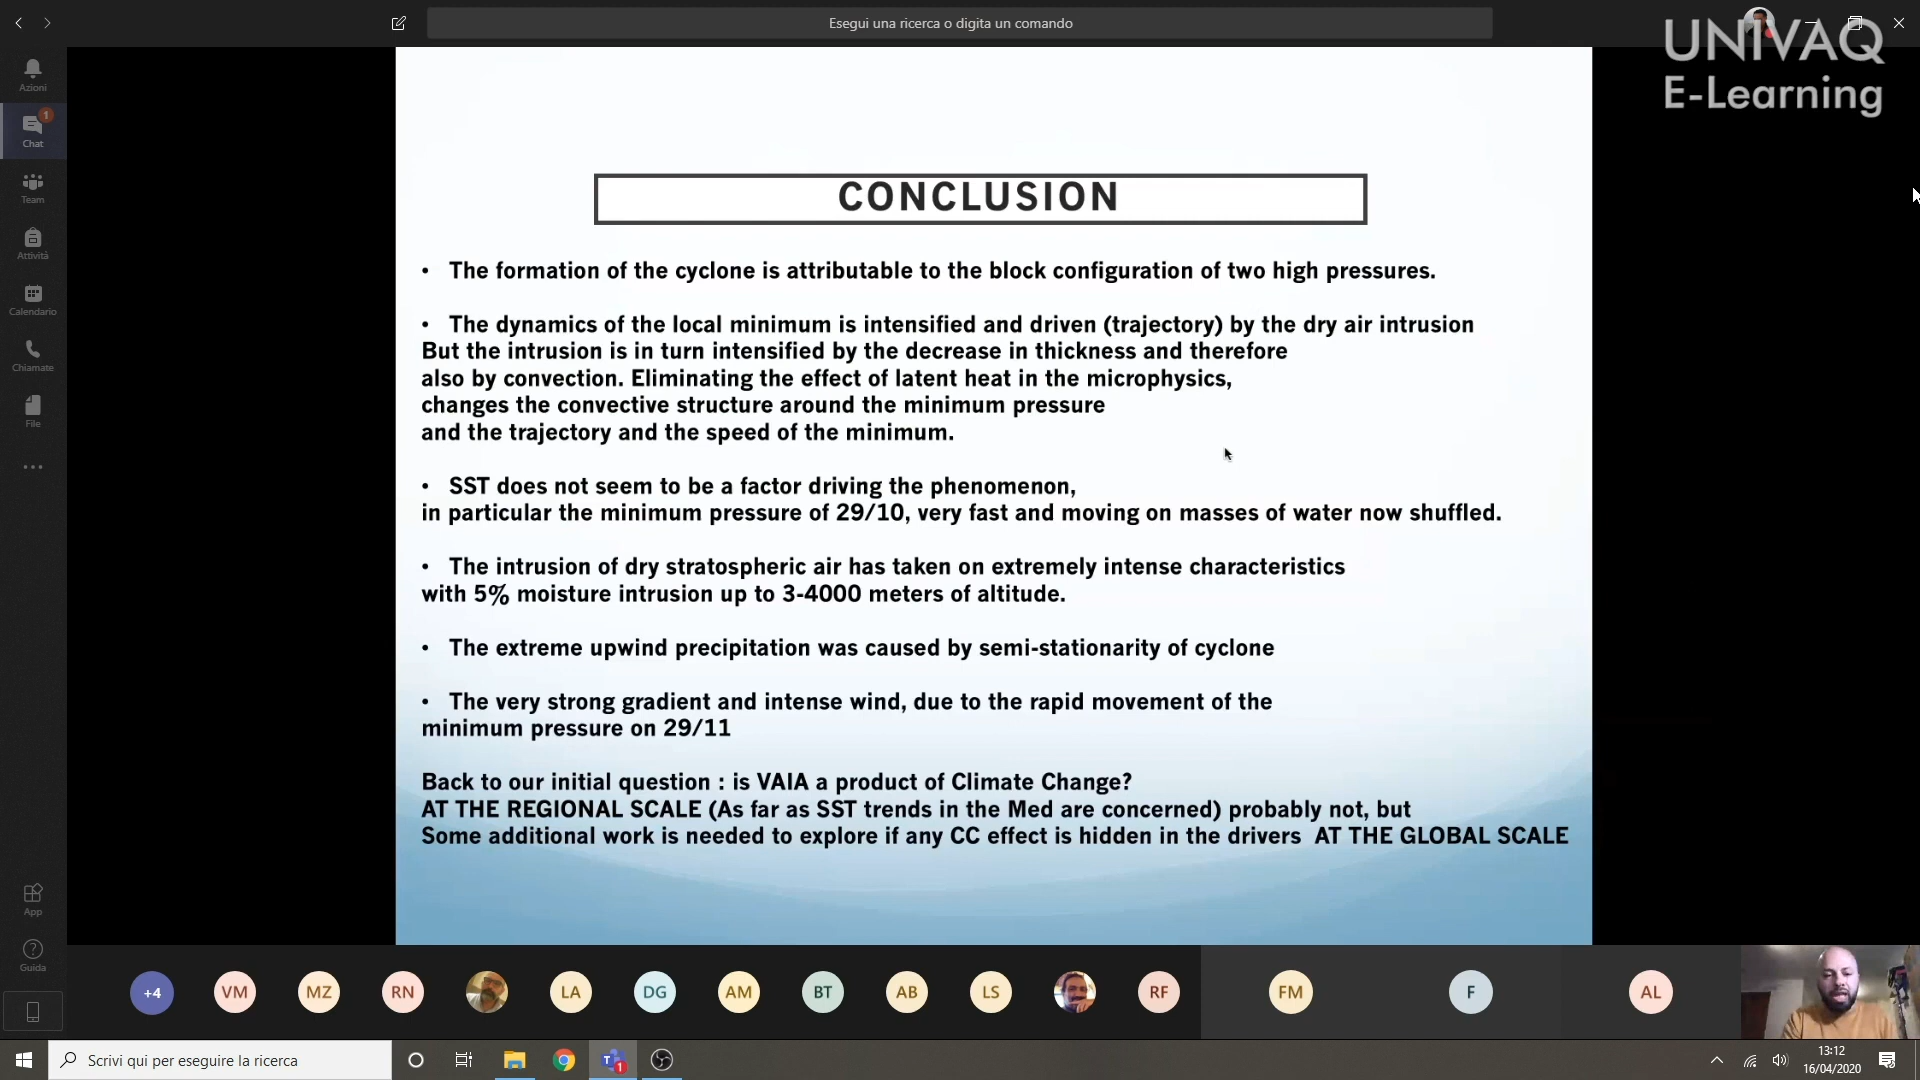 Esegui una ricerca o digita un comando
UNIVAQ
E-Learning
Azioni
1
Chat
Team
Attività
Calendario
Chiamate
File
App
Guida
CONCLUSION
• The formation of the cyclone is attributable to the block configuration of two high pressures.
• The dynamics of the local minimum is intensified and driven (trajectory) by the dry air intrusion
But the intrusion is in turn intensified by the decrease in thickness and therefore
also by convection. Eliminating the effect of latent heat in the microphysics,
changes the convective structure around the minimum pressure
and the trajectory and the speed of the minimum.
• SST does not seem to be a factor driving the phenomenon,
in particular the minimum pressure of 29/10, very fast and moving on masses of water now shuffled.
• The intrusion of dry stratospheric air has taken on extremely intense characteristics
with 5% moisture intrusion up to 3-4000 meters of altitude.
• The extreme upwind precipitation was caused by semi-stationarity of cyclone
• The very strong gradient and intense wind, due to the rapid movement of the
minimum pressure on 29/11
Back to our initial question : is VAIA a product of Climate Change?
AT THE REGIONAL SCALE (As far as SST trends in the Med are concerned) probably not, but
Some additional work is needed to explore if any CC effect is hidden in the drivers AT THE GLOBAL SCALE
+4 VM MZ RN LA DG AM BT AB LS RF FM F AL
Scrivi qui per eseguire la ricerca
T
1
13:12
16/04/2020